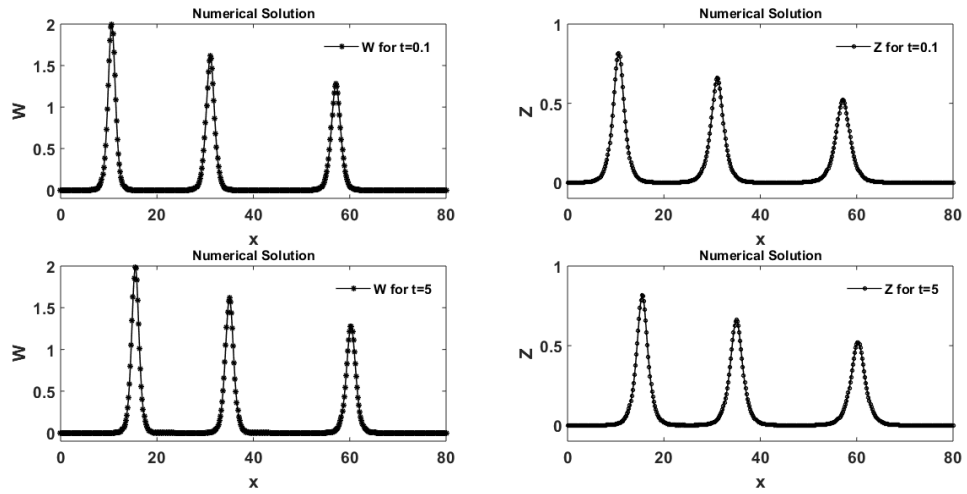 Numerical Solution
W for t=0.1
2
1.5
1
0.5
0
W
0 20 40 60 80
x
Numerical Solution
Z for t=0.1
1
0.5
0
Z
0 20 40 60 80
x
Numerical Solution
W for t=5
2
1.5
1
0.5
0
W
0 20 40 60 80
x
Numerical Solution
Z for t=5
1
0.5
0
Z
0 20 40 60 80
x